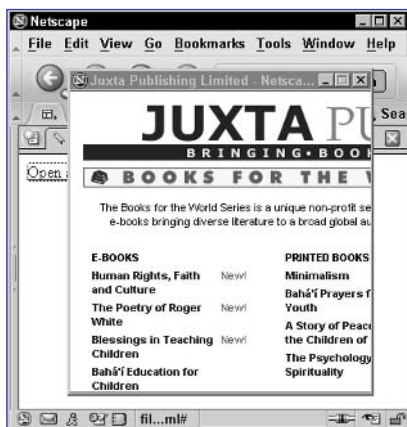 Netscape
File Edit View Go Bookmarks Tools Window Help
Juxta Publishing Limited - Netsca...
Sea
JUXTA PU
BRINGING • BOO
BOOKS FOR THE W
Open
The Books for the World Series is a unique non-profit se
e-books bringing diverse literature to a broad global au
E-BOOKS
Human Rights, Faith New!
and Culture
The Poetry of Roger New!
White
Blessings in Teaching New!
Children
Bahá'í Education for
Children
PRINTED BOOKS
Minimalism
Bahá'í Prayers f
Youth
A Story of Peac
the Children of
The Psychology
Spirituality
fil...ml#